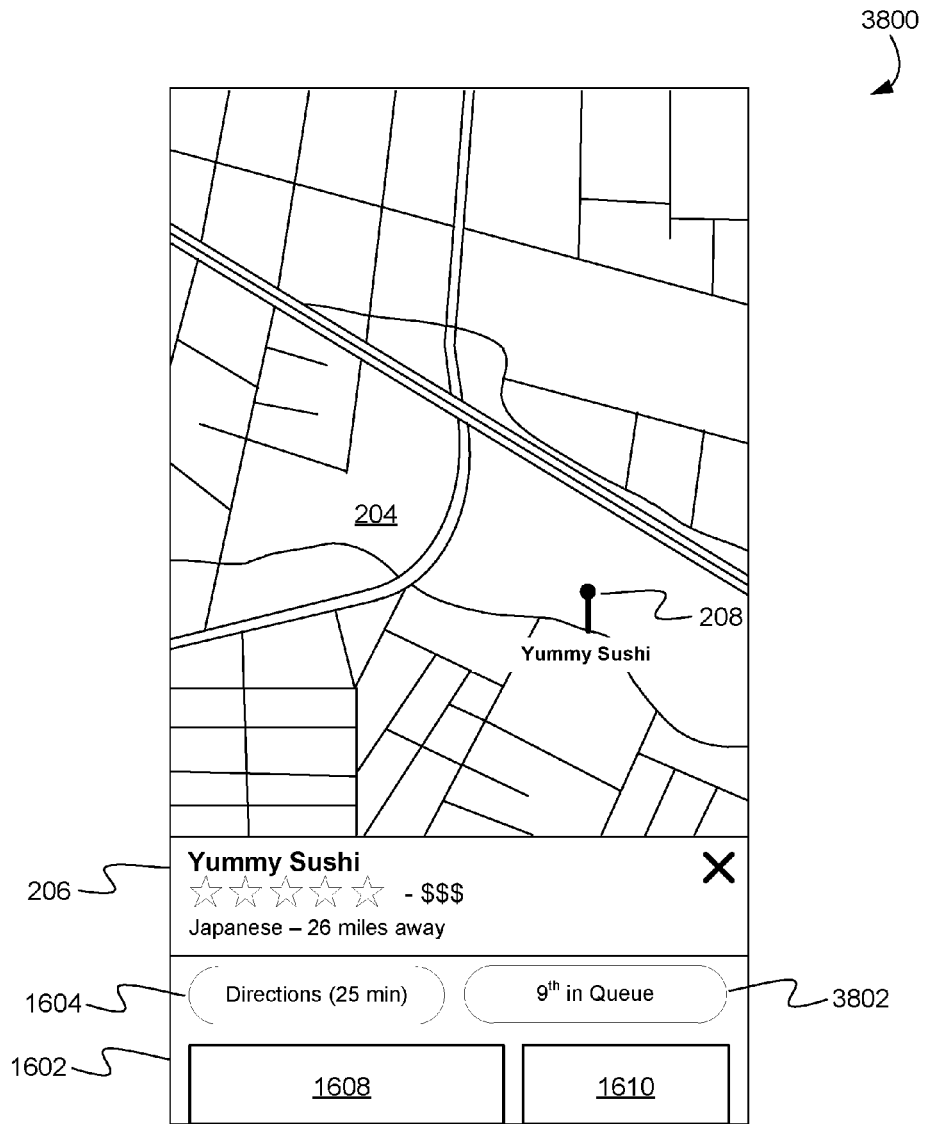 3800
204
208
Yummy Sushi
Yummy Sushi
206
- $$$
Japanese – 26 miles away
1604
Directions (25 min)
9th in Queue
3802
1602
1608
1610